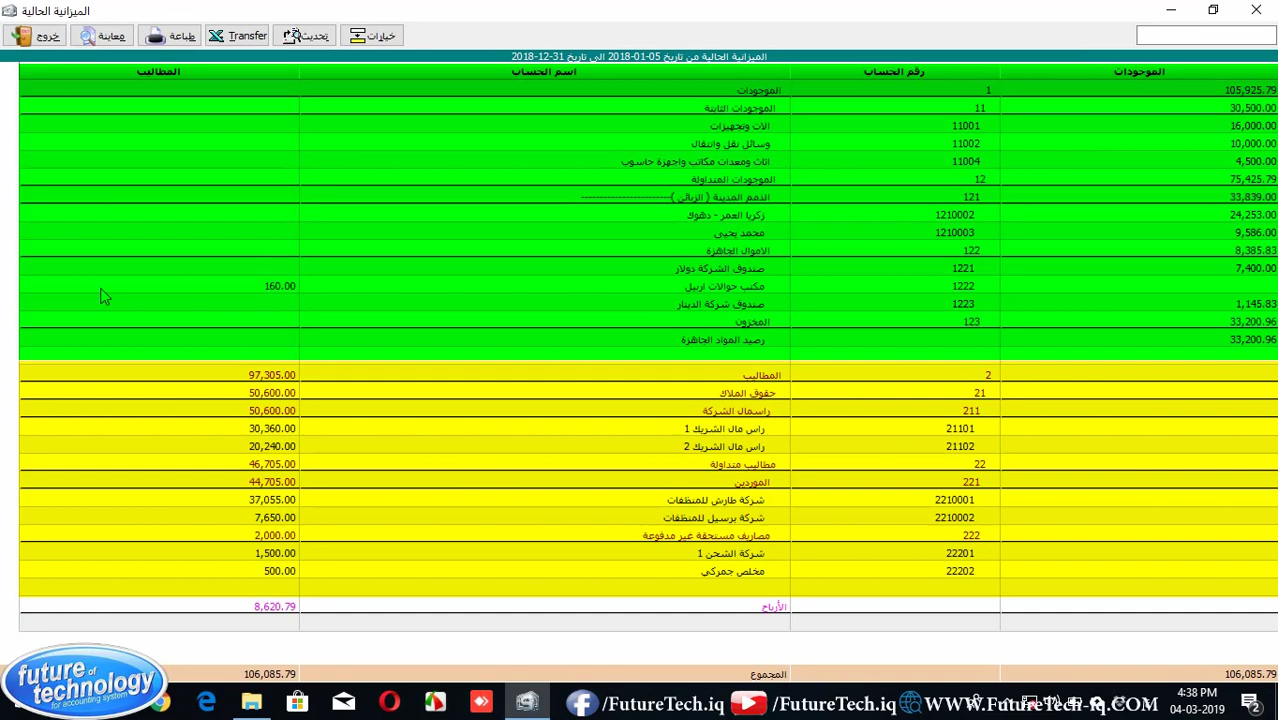 الميزانية الحالية
خيارات تحديث Transfer طباعة معاينة خروج
الميزانية الحالية من تاريخ 05-01-2018 الى تاريخ 31-12-2018
الموجودات رقم الحساب اسم الحساب المطاليب
105,925.79 1 الموجودات
30,500.00 11 الموجودات الثابتة
16,000.00 11001 الات وتجهيزات
10,000.00 11002 وسائل نقل وانتقال
4,500.00 11004 اثاث ومعدات مكاتب واجهزة حاسوب
75,425.79 12 الموجودات المتداولة
33,839.00 121 الذمم المدينة ( الزبائن )------------------------
24,253.00 1210002 زكريا العمر - دهوك
9,586.00 1210003 محمد يحيى
8,385.83 122 الاموال الجاهزة
7,400.00 1221 صندوق الشركة دولار
1222 مكتب حوالات اربيل 160.00
1,145.83 1223 صندوق شركة الدينار
33,200.96 123 المخزون
33,200.96 رصيد المواد الجاهزة
2 المطاليب 97,305.00
21 حقوق الملاك 50,600.00
211 راسمال الشركة 50,600.00
21101 راس مال الشريك 1 30,360.00
21102 راس مال الشريك 2 20,240.00
22 مطاليب متداولة 46,705.00
221 الموردين 44,705.00
2210001 شركة طارش للمنظفات 37,055.00
2210002 شركة برسيل للمنظفات 7,650.00
222 مصاريف مستحقة غير مدفوعة 2,000.00
22201 شركة الشحن 1 1,500.00
22202 مخلص جمركي 500.00
الأرباح 8,620.79
106,085.79 المجموع 106,085.79
future of
technology
for accounting system
/FutureTech.iq /FutureTech.iq WWW.FutureTech-IQ.COM
4:38 PM
04-03-2019
2